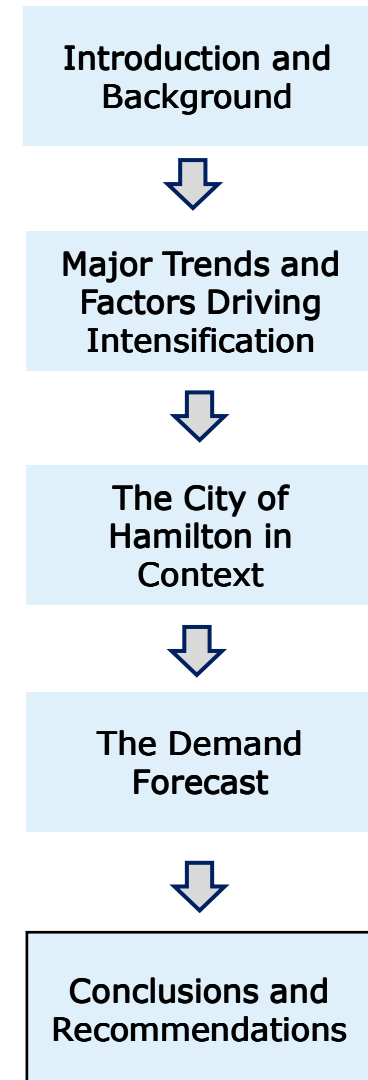 Introduction and
Background
Major Trends and
Factors Driving
Intensification
The City of
Hamilton in
Context
The Demand
Forecast
Conclusions and
Recommendations